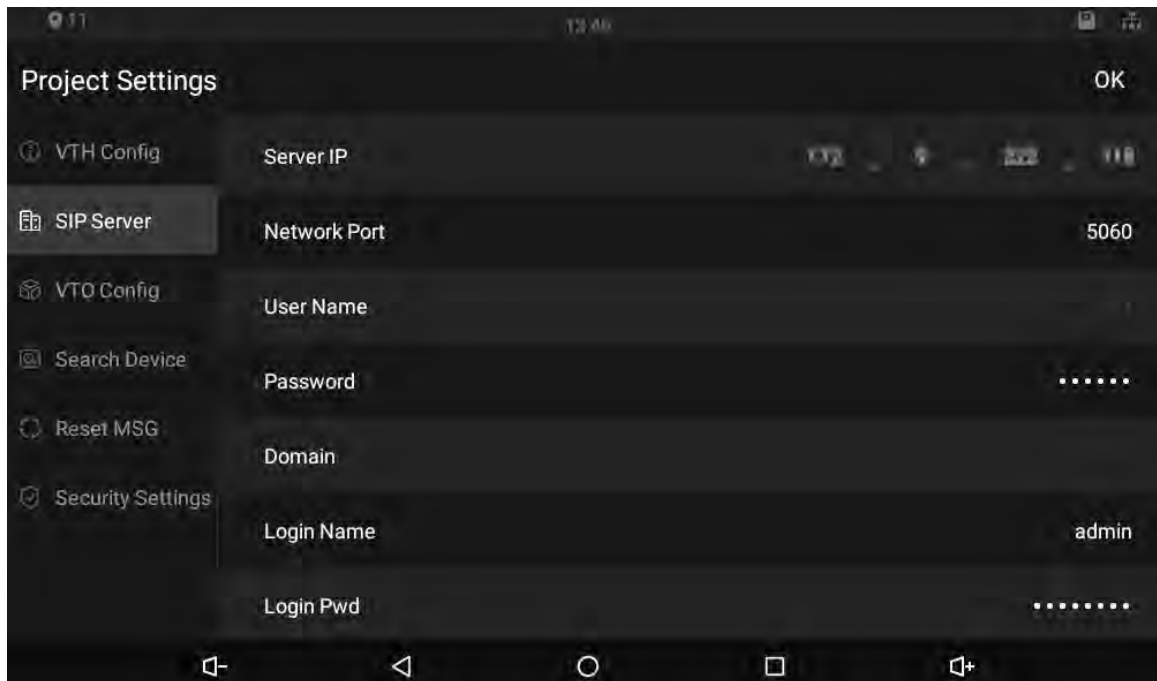 11
Project Settings
OK
VTH Config
Server IP
SIP Server
Network Port
5060
VTO Config
User Name
Search Device
Password
••••••
Reset MSG
Domain
Security Settings
Login Name
admin
Login Pwd
••••••••